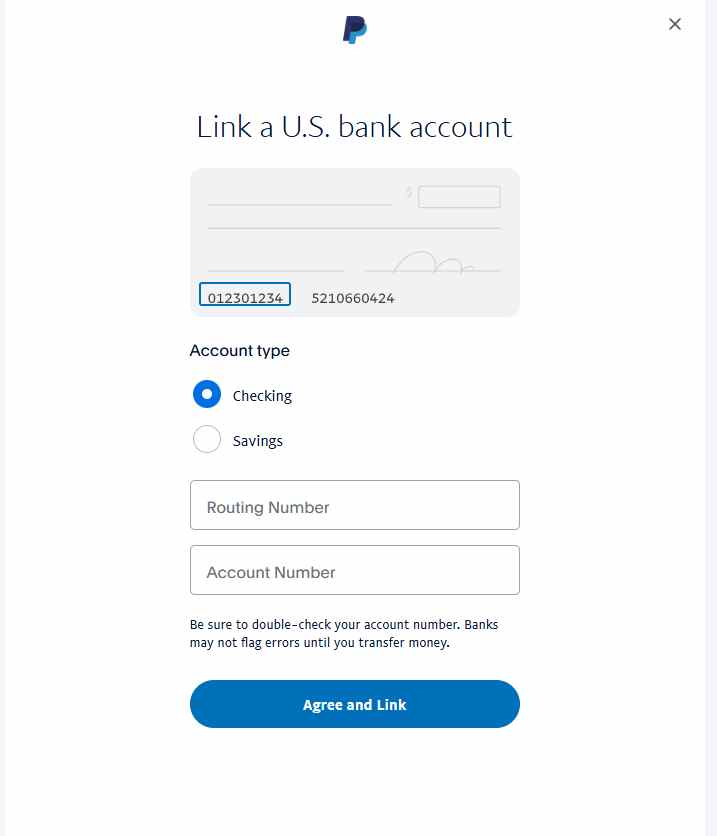 Link a U.S. bank account
$
012301234 5210660424
Account type
Checking
Savings
Routing Number
Account Number
Be sure to double-check your account number. Banks
may not flag errors until you transfer money.
Agree and Link